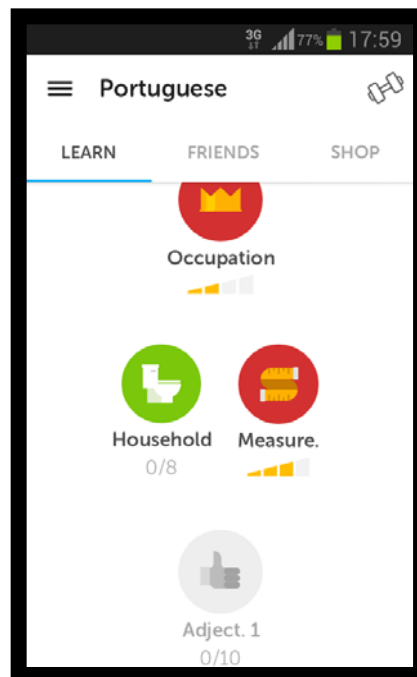 3G 77% 17:59
Portuguese
LEARN FRIENDS SHOP
Occupation
Household Measure.
0/8
Adject. 1
0/10